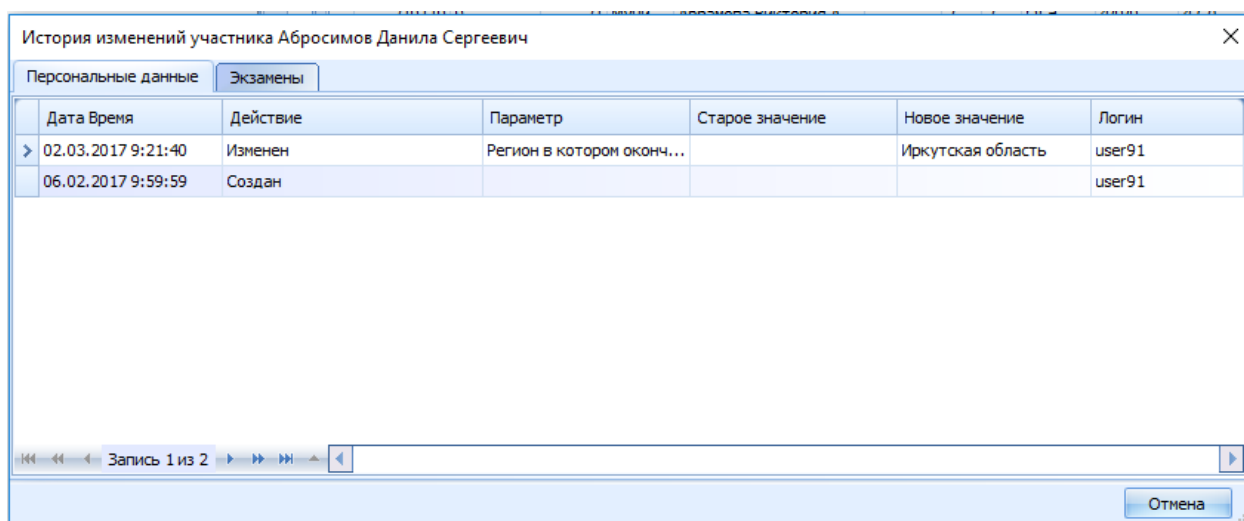 История изменений участника Абросимов Данила Сергеевич
Персональные данные Экзамены
Дата Время Действие Параметр Старое значение Новое значение Логин
02.03.2017 9:21:40 Изменен Регион в котором оконч... Иркутская область user91
06.02.2017 9:59:59 Создан user91
Запись 1 из 2
Отмена